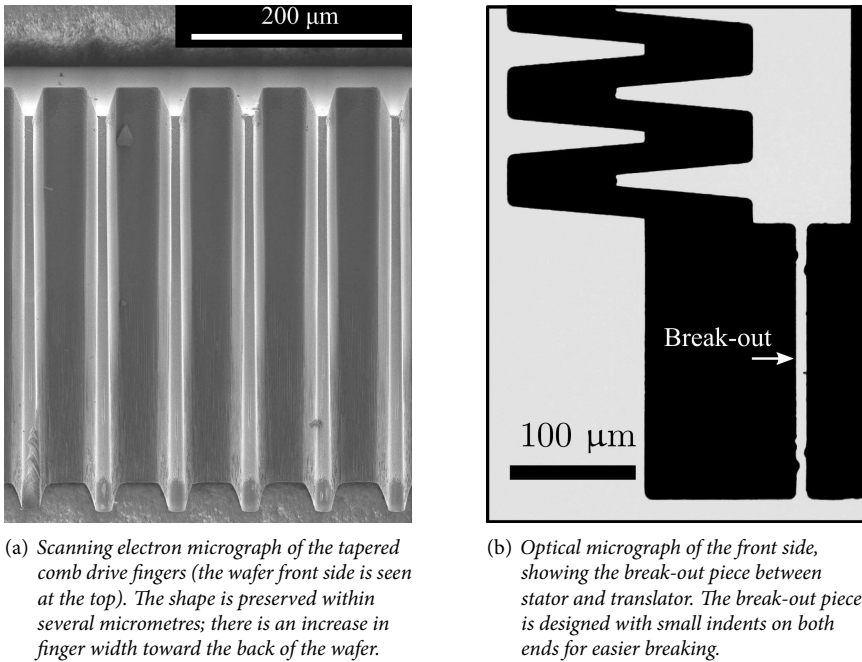 200 μm
Break-out
100 μm
(a) Scanning electron micrograph of the tapered
comb drive fingers (the wafer front side is seen
at the top). The shape is preserved within
several micrometres; there is an increase in
finger width toward the back of the wafer.
(b) Optical micrograph of the front side,
showing the break-out piece between
stator and translator. The break-out piece
is designed with small indents on both
ends for easier breaking.